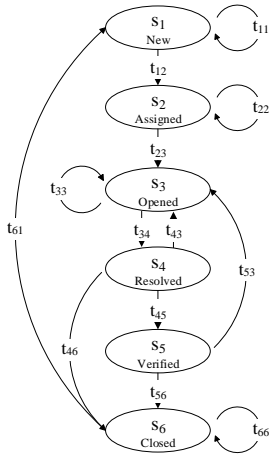 s1
New
t11
t12
s2
Assigned
t22
t23
s3
Opened
t33
t34
t43
t61
s4
Resolved
t53
t45
t46
s5
Verified
t56
s6
Closed
t66